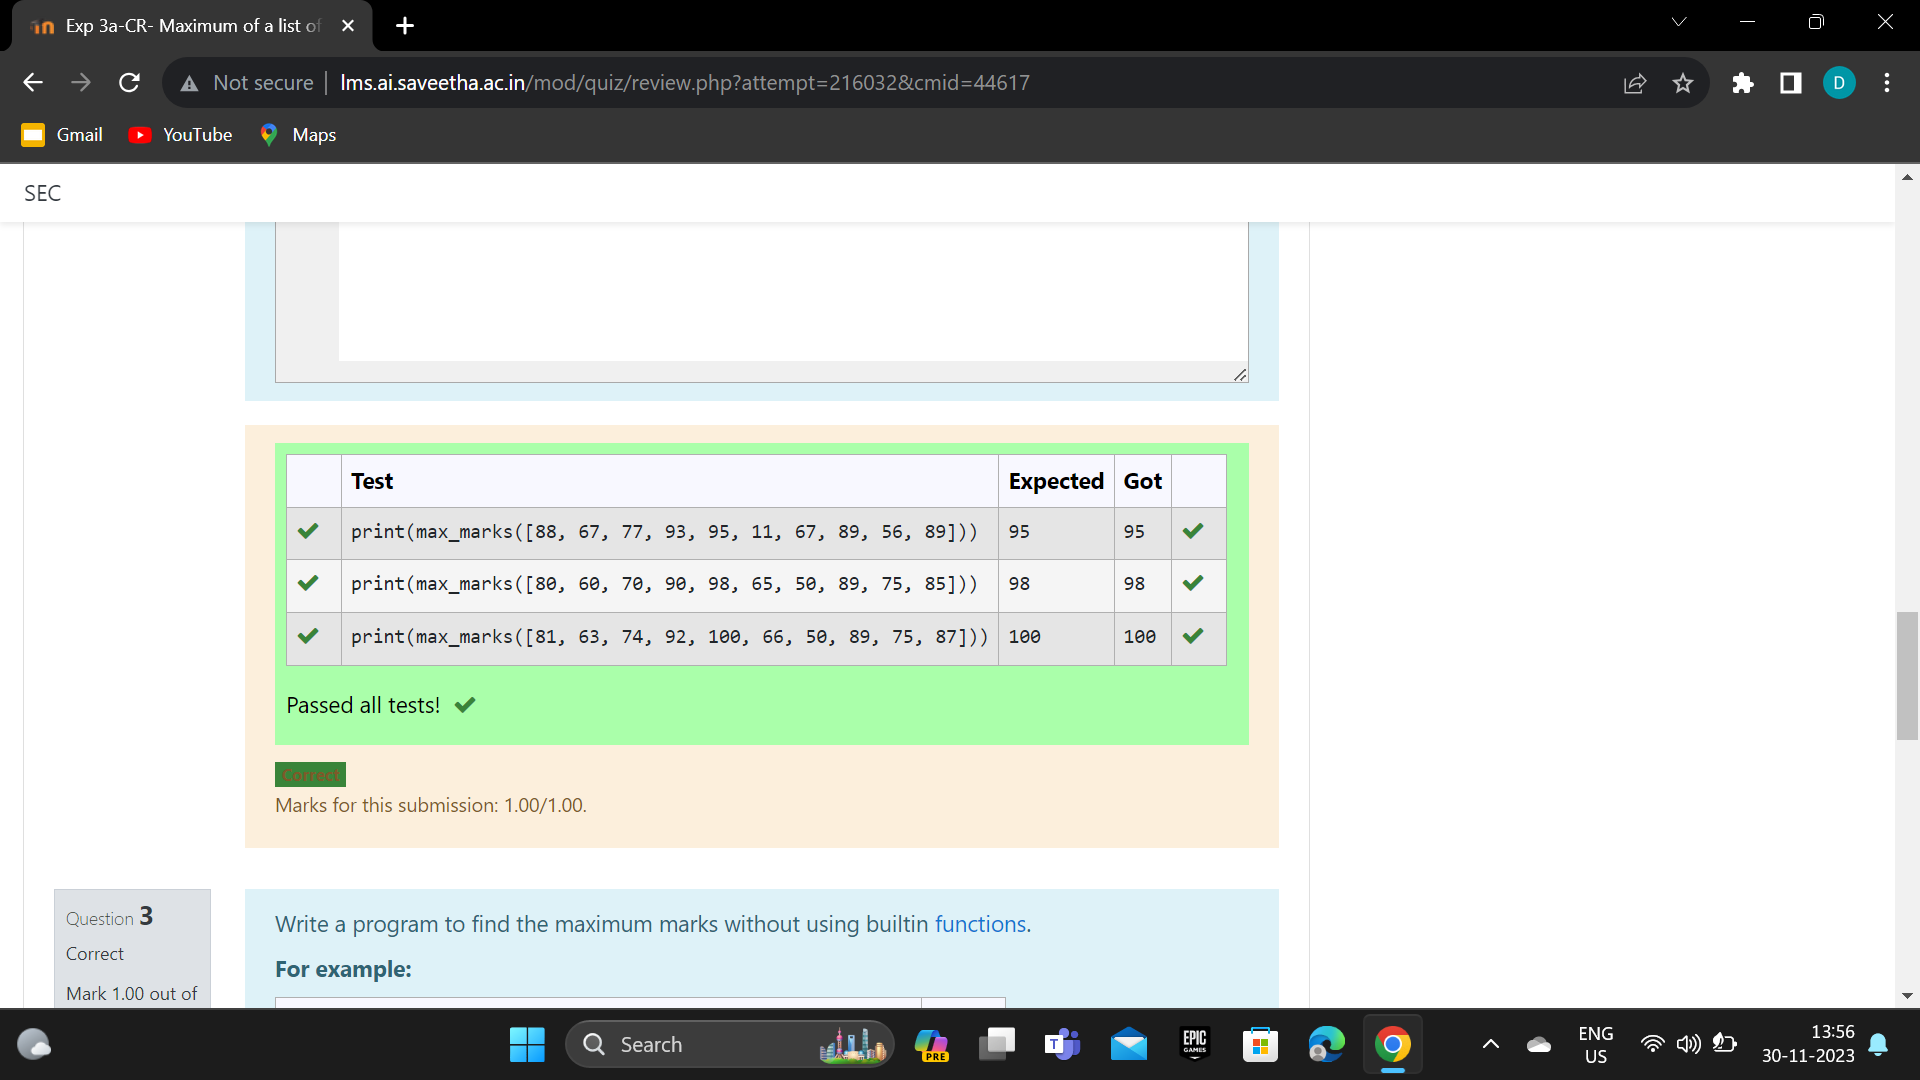 Exp 3a-CR- Maximum of a list of
Not secure lms.ai.saveetha.ac.in/mod/quiz/review.php?attempt=216032&cmid=44617
D
Gmail YouTube Maps
SEC
Test Expected Got
print(max_marks([88, 67, 77, 93, 95, 11, 67, 89, 56, 89])) 95 95
print(max_marks([80, 60, 70, 90, 98, 65, 50, 89, 75, 85])) 98 98
print(max_marks([81, 63, 74, 92, 100, 66, 50, 89, 75, 87])) 100 100
Passed all tests!
Correct
Marks for this submission: 1.00/1.00.
Question 3
Correct
Mark 1.00 out of
Write a program to find the maximum marks without using builtin functions.
For example:
Search
PRE
T
EPIC
GAMES
ENG
US
13:56
30-11-2023